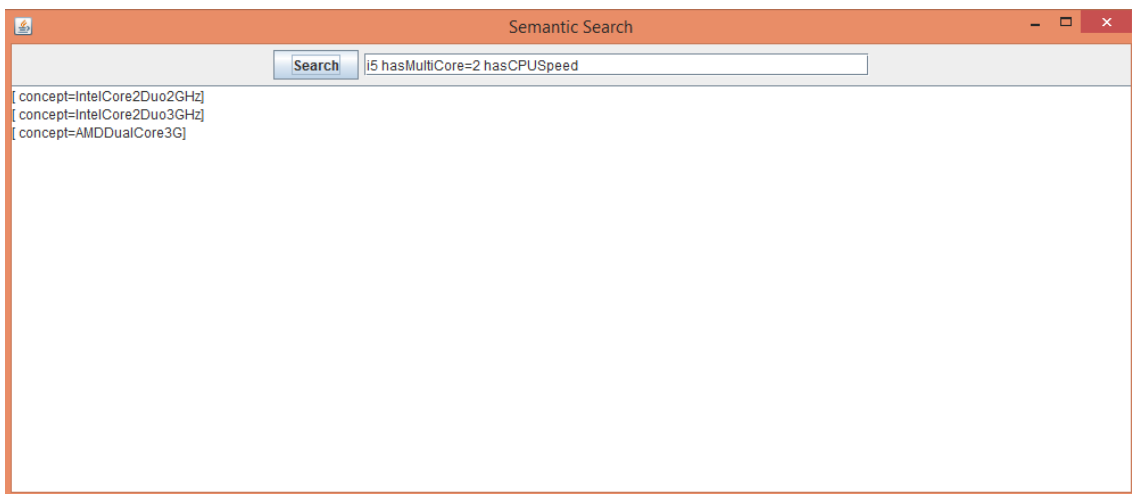 Semantic Search
Search i5 hasMultiCore=2 hasCPUSpeed
[ concept=IntelCore2Duo2GHz]
[ concept=IntelCore2Duo3GHz]
[ concept=AMDDualCore3G]